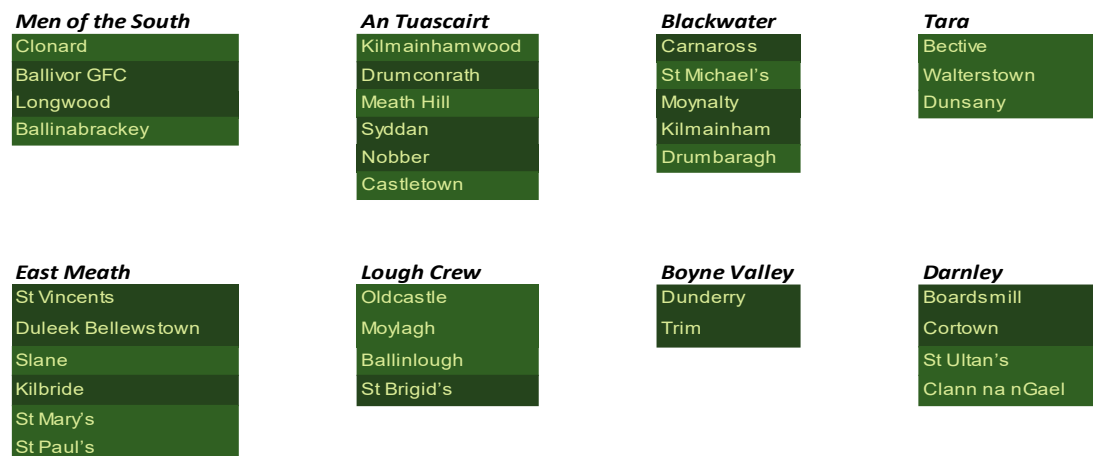 Men of the South
Clonard
Ballivor GFC
Longwood
Ballinabrackey
An Tuascairt
Kilmainhamwood
Drumconrath
Meath Hill
Syddan
Nobber
Castletown
Blackwater
Carnaross
St Michael’s
Moynalty
Kilmainham
Drumbaragh
Tara
Bective
Walterstown
Dunsany
East Meath
St Vincents
Duleek Bellewstown
Slane
Kilbride
St Mary’s
St Paul’s
Lough Crew
Oldcastle
Moylagh
Ballinlough
St Brigid’s
Boyne Valley
Dunderry
Trim
Darnley
Boardsmill
Cortown
St Ultan’s
Clann na nGael